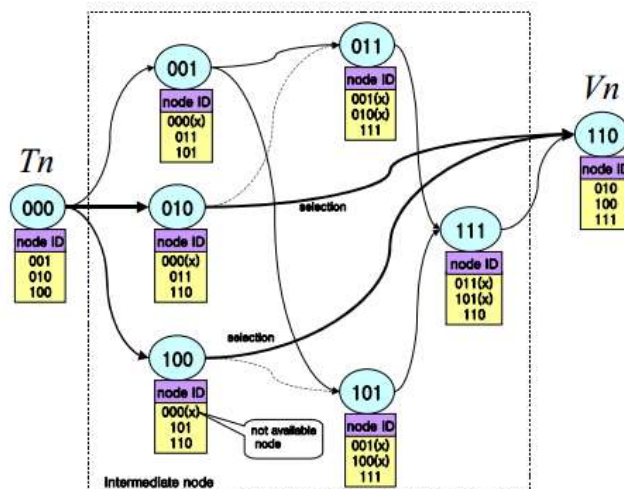 Tn
000
node ID
001
010
100
001
node ID
000(x)
011
101
010
node ID
000(x)
011
110
100
node ID
000(x)
101
110
not available
node
selection
selection
011
node ID
001(x)
010(x)
111
101
node ID
001(x)
100(x)
111
111
node ID
011(x)
101(x)
110
Vn
110
node ID
010
100
111
Intermediate node